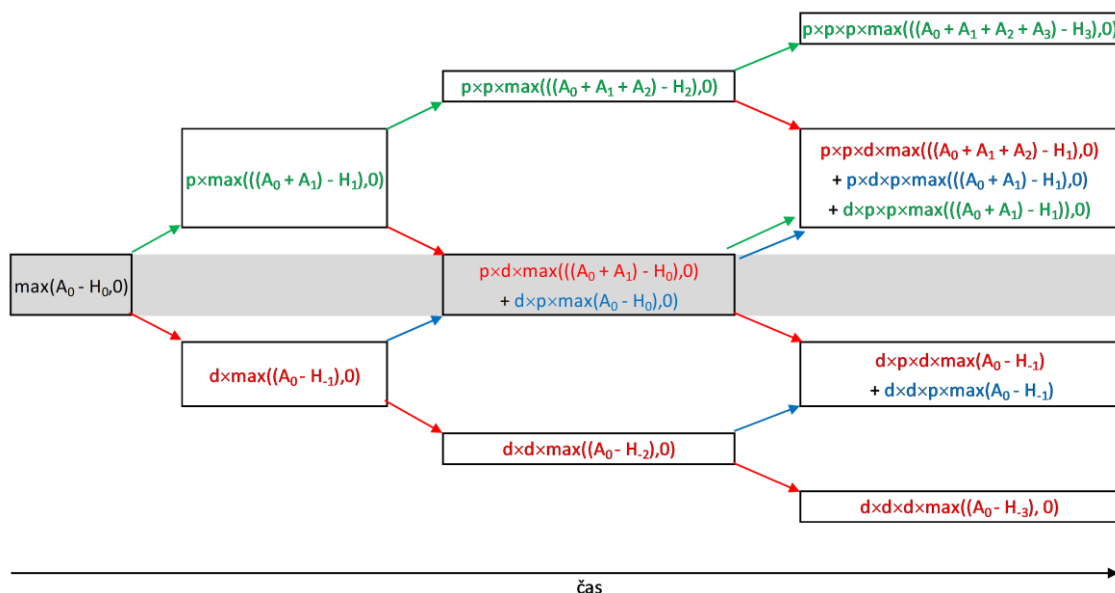 max(A₀ - H₀,0)
p×max(((A₀ + A₁) - H₁),0)
d×max((A₀ - H₋₁),0)
p×p×max(((A₀ + A₁ + A₂) - H₂),0)
p×d×max(((A₀ + A₁) - H₀),0)
+ d×p×max(A₀ - H₀),0)
d×d×max((A₀ - H₋₂),0)
p×p×p×max(((A₀ + A₁ + A₂ + A₃) - H₃),0)
p×p×d×max(((A₀ + A₁ + A₂) - H₁),0)
+ p×d×p×max(((A₀ + A₁) - H₁),0)
+ d×p×p×max(((A₀ + A₁) - H₁)),0)
d×p×d×max(A₀ - H₋₁)
+ d×d×p×max(A₀ - H₋₁)
d×d×d×max((A₀ - H₋₃), 0)
čas